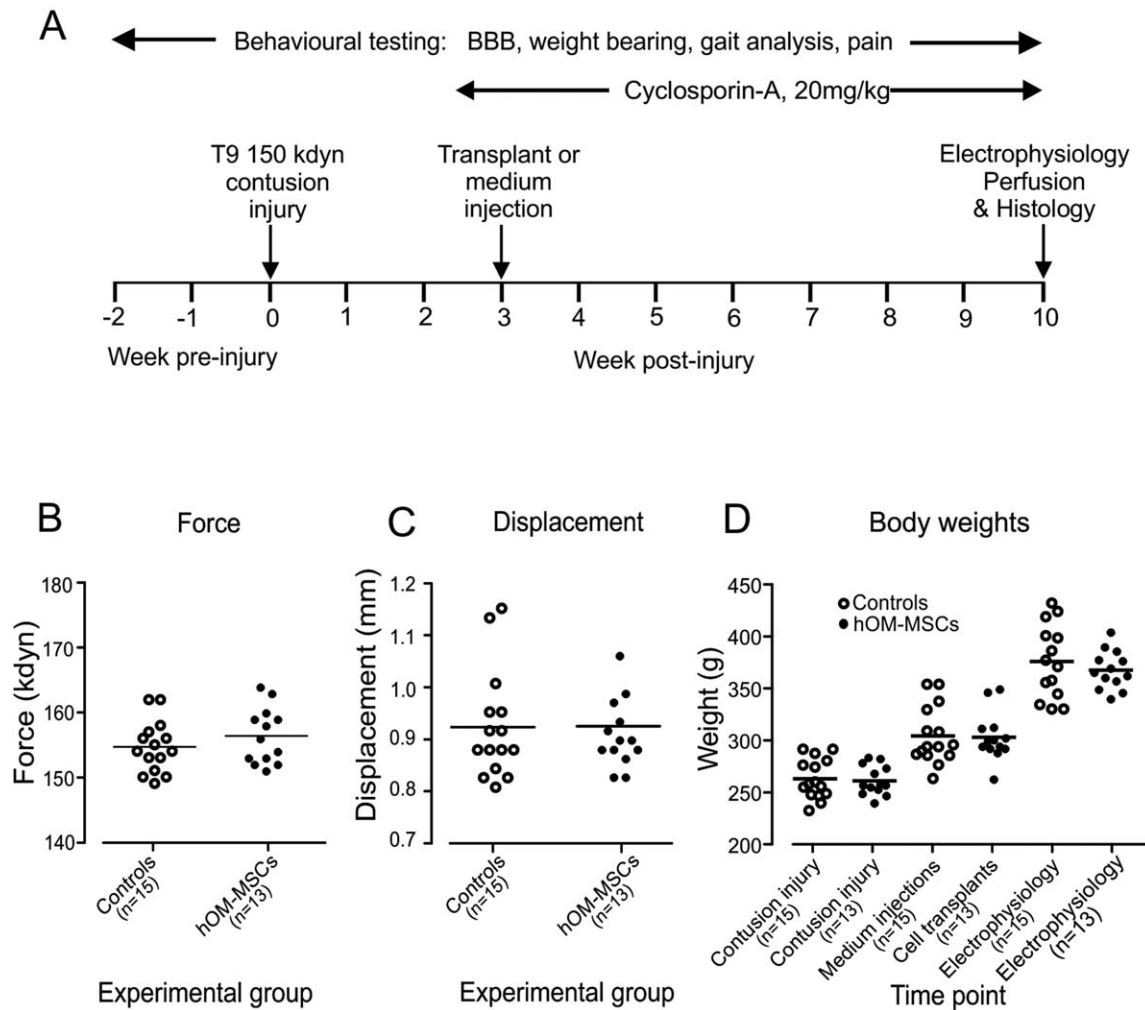 A
Behavioural testing: BBB, weight bearing, gait analysis, pain
Cyclosporin-A, 20mg/kg
T9 150 kdyn
contusion
injury
Transplant or
medium
injection
Electrophysiology
Perfusion
& Histology
-2 -1 0 1 2 3 4 5 6 7 8 9 10
Week pre-injury
Week post-injury
B
Force
Force (kdyn)
180
170
160
150
140
Controls
(n=15)
hOM-MSCs
(n=13)
Experimental group
C
Displacement
Displacement (mm)
1.2
1.1
1.0
0.9
0.8
0.7
Controls
(n=15)
hOM-MSCs
(n=13)
Experimental group
D
Body weights
Weight (g)
450
400
350
300
250
200
Controls
hOM-MSCs
Contusion injury
(n=15)
Contusion injury
(n=13)
Medium injections
(n=15)
Cell transplants
(n=13)
Electrophysiology
(n=15)
Electrophysiology
(n=13)
Time point